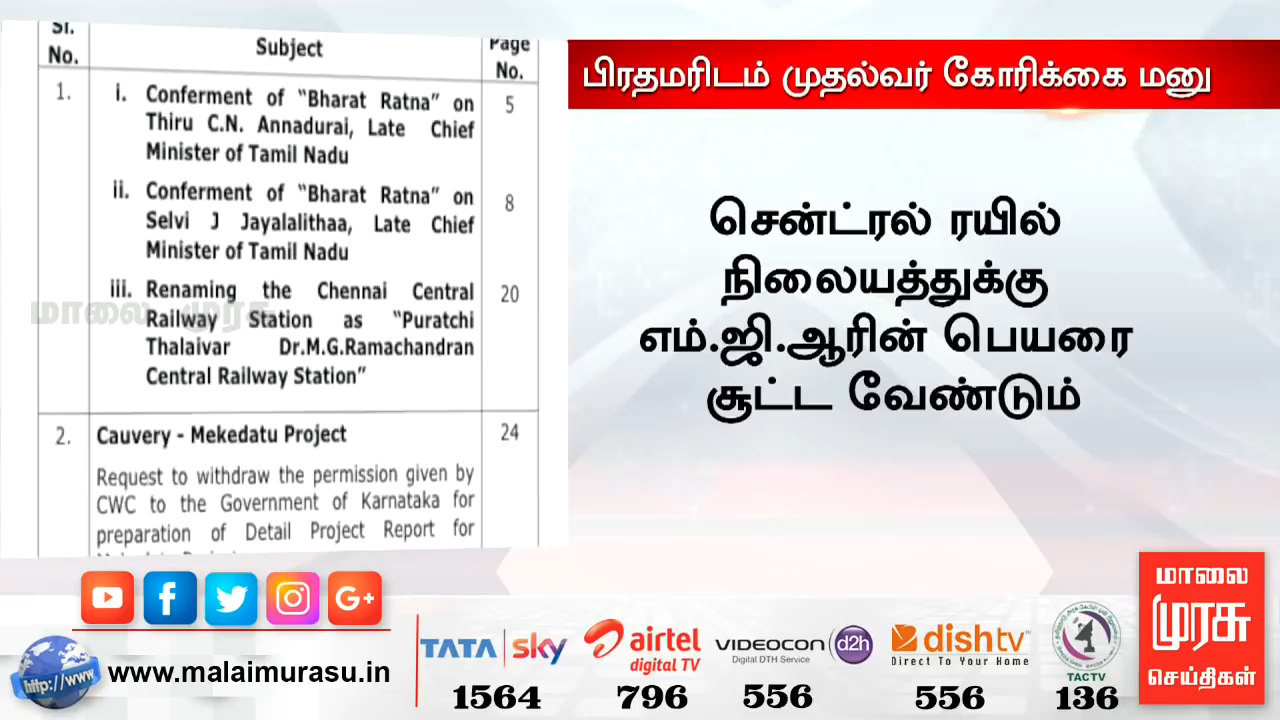 Sr. No.
Subject
Page No.
1.
i. Conferment of "Bharat Ratna" on
Thiru C.N. Annadurai, Late Chief
Minister of Tamil Nadu
5
ii. Conferment of "Bharat Ratna" on
Selvi J Jayalalithaa, Late Chief
Minister of Tamil Nadu
8
iii. Renaming the Chennai Central
Railway Station as "Puratchi
Thalaivar Dr.M.G.Ramachandran
Central Railway Station"
20
மாலை முரசு
2.
Cauvery - Mekedatu Project
24
Request to withdraw the permission given by
CWC to the Government of Karnataka for
preparation of Detail Project Report for
பிரதமரிடம் முதல்வர் கோரிக்கை மனு
சென்ட்ரல் ரயில்
நிலையத்துக்கு
எம்.ஜி.ஆரின் பெயரை
சூட்ட வேண்டும்
மாலை
முரசு
செய்திகள்
http://www
www.malaimurasu.in
TATA sky
1564
airtel
digital TV
796
VIDEOCON d2h
Digital DTH Service
556
dishtv
Direct To Your Home
556
TACTV
136